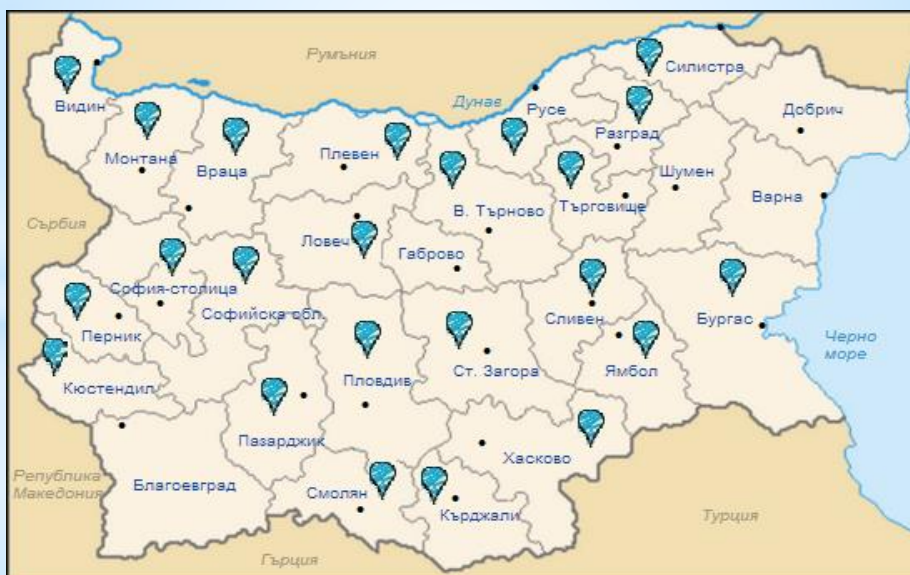 Румъния
Силистра
Видин
Дунав
Русе
Добрич
Разград
Монтана
Враца
Плевен
Шумен
Варна
В. Търново
Търговище
Сърбия
Ловеч
Габрово
София-столица
Софийска обл.
Сливен
Бургас
Перник
Черно
море
Кюстендил
Пловдив
Ст. Загора
Ямбол
Пазарджик
Хасково
Република
Македония
Благоевград
Смолян
Кърджали
Турция
Гърция